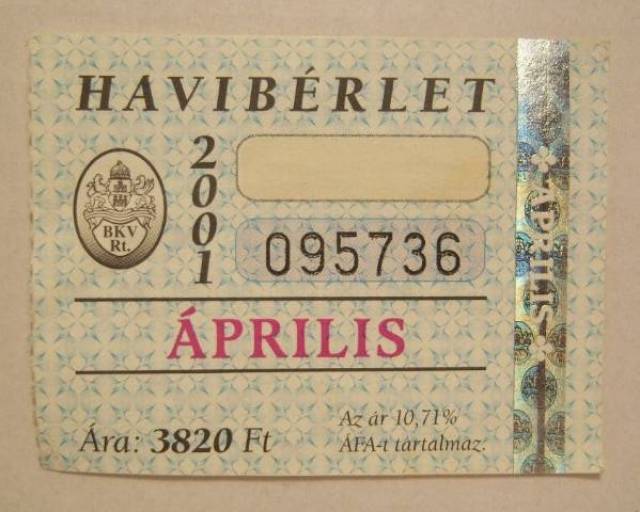 HAVIBÉRLET
2001
BKV
Rt.
095736
ÁPRILIS
Ára: 3820 Ft
Az ár 10,71%
ÁFA-t tartalmaz.
ÁPRILIS